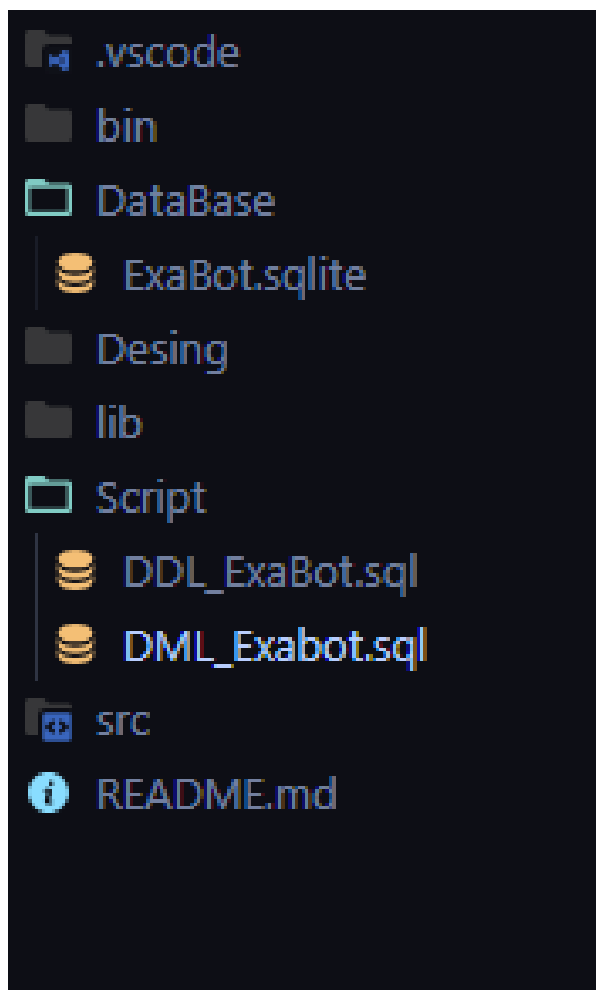 .vscode
bin
DataBase
ExaBot.sqlite
Desing
lib
Script
DDL_ExaBot.sql
DML_Exabot.sql
src
README.md